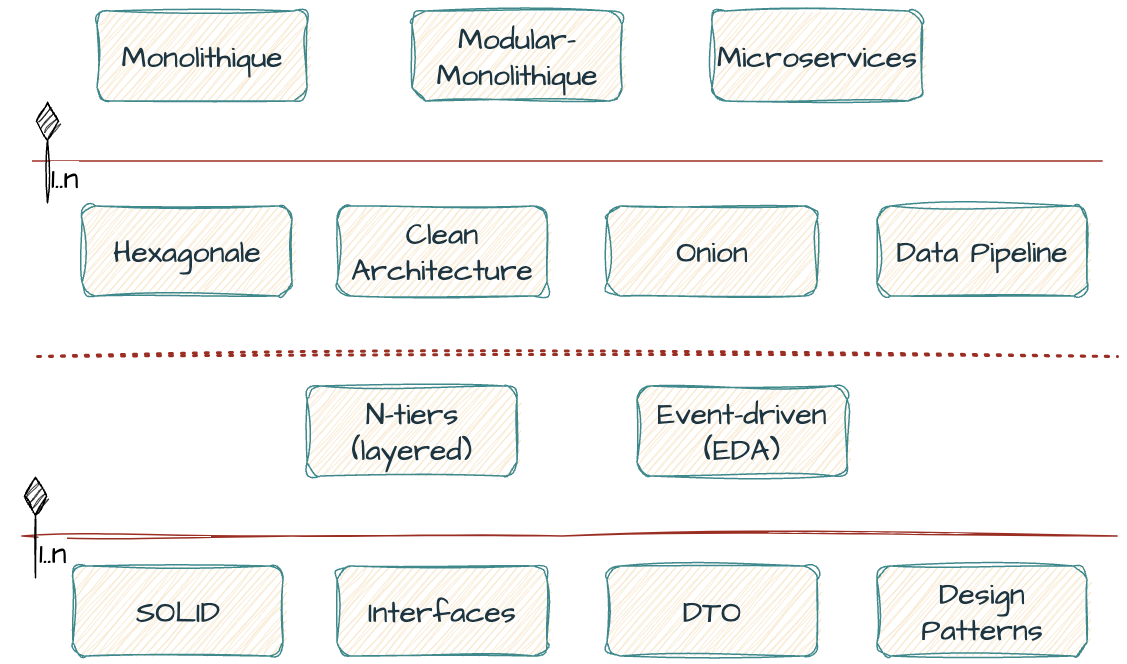 Monolithique
Modular-
Monolithique
Microservices
1..n
Hexagonale
Clean
Architecture
Onion
Data Pipeline
N-tiers
(layered)
Event-driven
(EDA)
1..n
SOLID
Interfaces
DTO
Design
Patterns